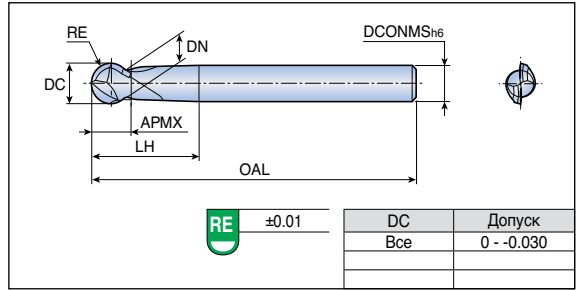 RE
DN
DCONMSh6
DC
APMX
LH
OAL
RE ±0.01
DC Допуск
Все 0 - -0.030